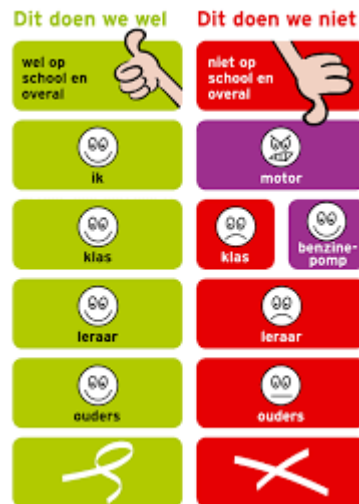 Dit doen we wel
Dit doen we niet
wel op
school en
overal
niet op
school en
overal
ik
motor
klas
klas
benzine-
pomp
leraar
leraar
ouders
ouders